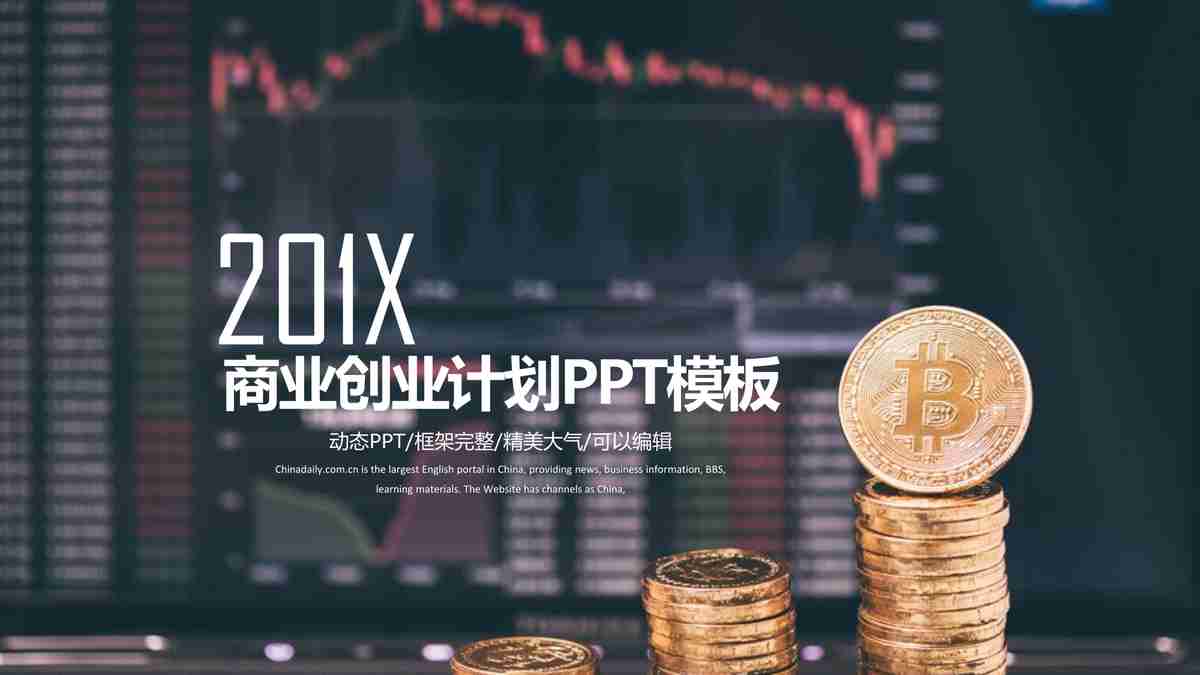 201X
商业创业计划PPT模板
动态PPT/框架完整/精美大气/可以编辑
Chinadaily.com.cn is the largest English portal in China, providing news, business information, BBS,
learning materials. The Website has channels as China,